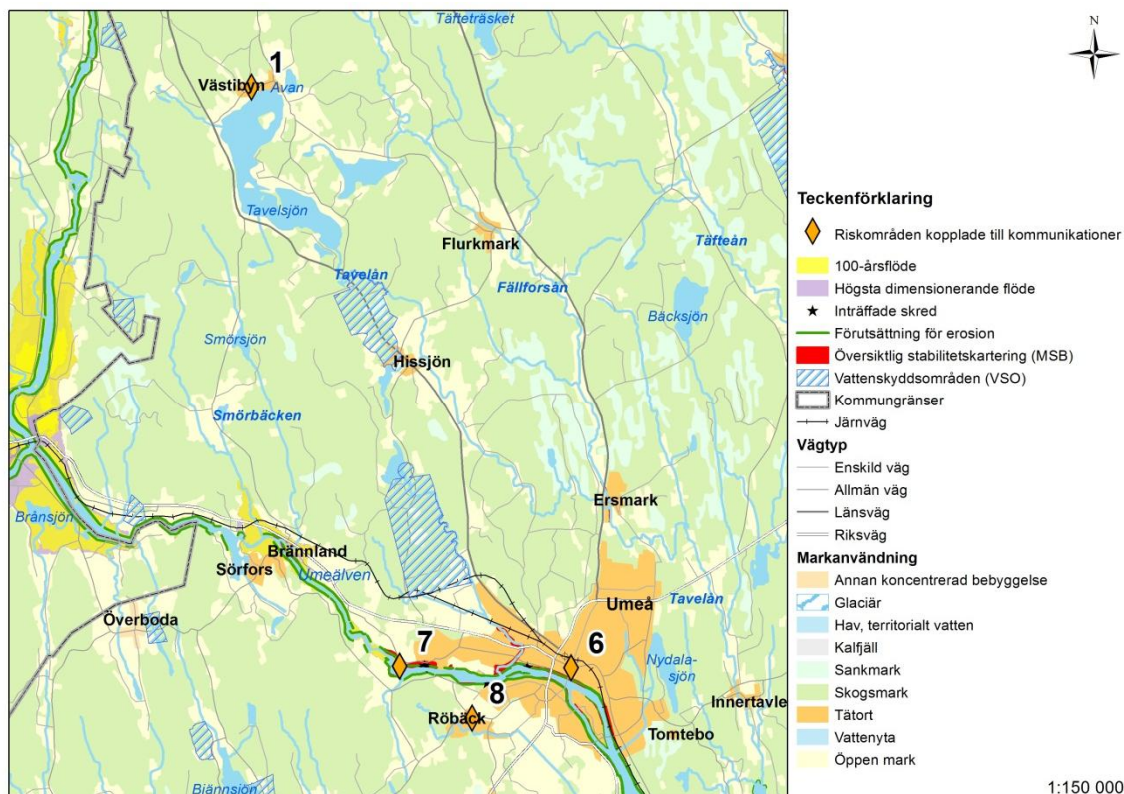 N
Täfteträsket
1
Västibyn
Avan
Tavelsjön
Flurkmark
Täfteån
Tavelån
Fällforsån
Bäcksjön
Smörsjön
Hissjön
Smörbäcken
Ersmark
Brånsjön
Brännland
Sörfors
Umeälven
Umeå
Tavelån
Överboda
7
6
Nydala-
sjön
8
Röbäck
Innertavle
Tomtebo
Bjännsjön
Teckenförklaring
Riskområden kopplade till kommunikationer
100-årsflöde
Högsta dimensionerande flöde
Inträffade skred
Förutsättning för erosion
Översiktlig stabilitetskartering (MSB)
Vattenskyddsområden (VSO)
Kommungränser
Järnväg
Vägtyp
Enskild väg
Allmän väg
Länsväg
Riksväg
Markanvändning
Annan koncentrerad bebyggelse
Glaciär
Hav, territorialt vatten
Kalfjäll
Sankmark
Skogsmark
Tätort
Vattenyta
Öppen mark
1:150 000